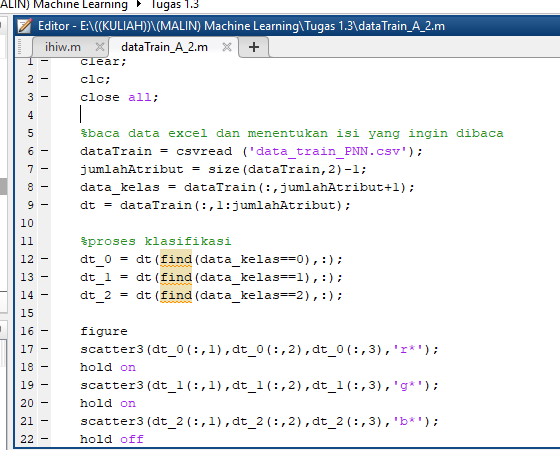 ALIN) Machine Learning Tugas 1.3
Editor - E:\((KULIAH))\(MALIN) Machine Learning\Tugas 1.3\dataTrain_A_2.m
ihiw.m × dataTrain_A_2.m × +
1 - clear;
2 - clc;
3 - close all;
4
5 %baca data excel dan menentukan isi yang ingin dibaca
6 - dataTrain = csvread ('data_train_PNN.csv');
7 - jumlahAtribut = size(dataTrain,2)-1;
8 - data_kelas = dataTrain(:,jumlahAtribut+1);
9 - dt = dataTrain(:,1:jumlahAtribut);
10
11 %proses klasifikasi
12 - dt_0 = dt(find(data_kelas==0),:);
13 - dt_1 = dt(find(data_kelas==1),:);
14 - dt_2 = dt(find(data_kelas==2),:);
15
16 - figure
17 - scatter3(dt_0(:,1),dt_0(:,2),dt_0(:,3),'r*');
18 - hold on
19 - scatter3(dt_1(:,1),dt_1(:,2),dt_1(:,3),'g*');
20 - hold on
21 - scatter3(dt_2(:,1),dt_2(:,2),dt_2(:,3),'b*');
22 - hold off